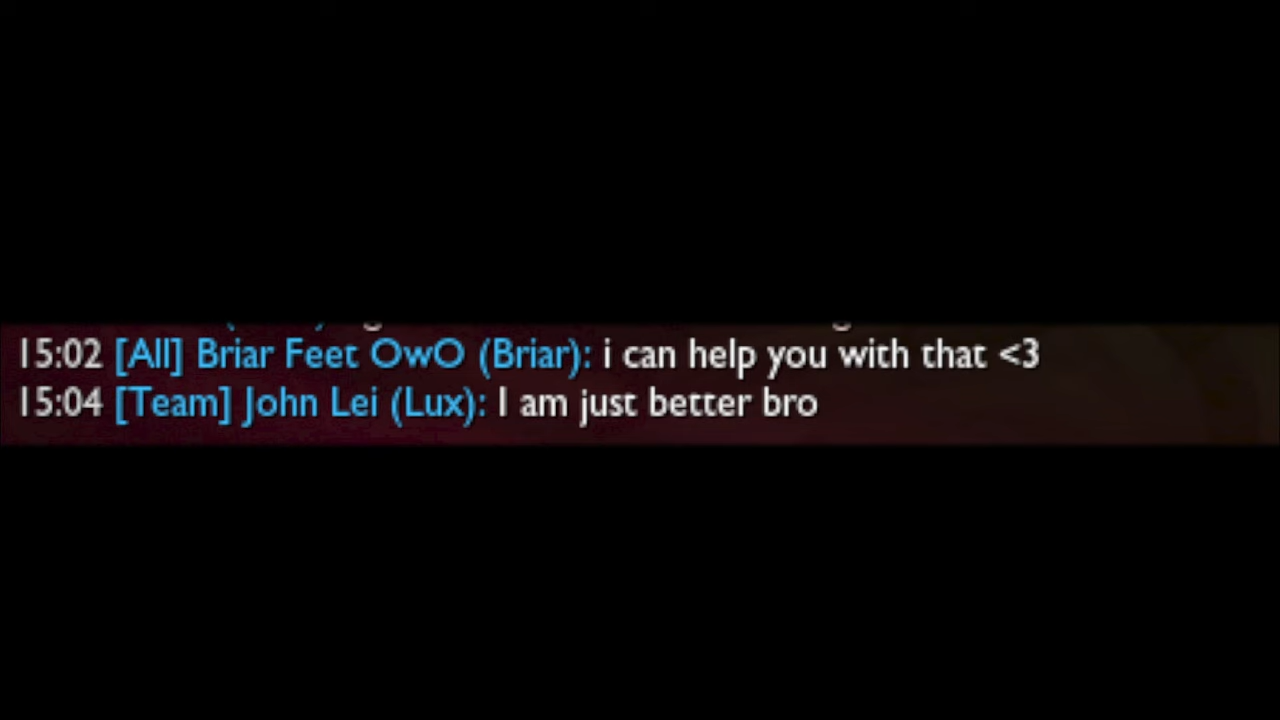 15:02 [All] Briar Feet OwO (Briar): i can help you with that <3
15:04 [Team] John Lei (Lux): I am just better bro